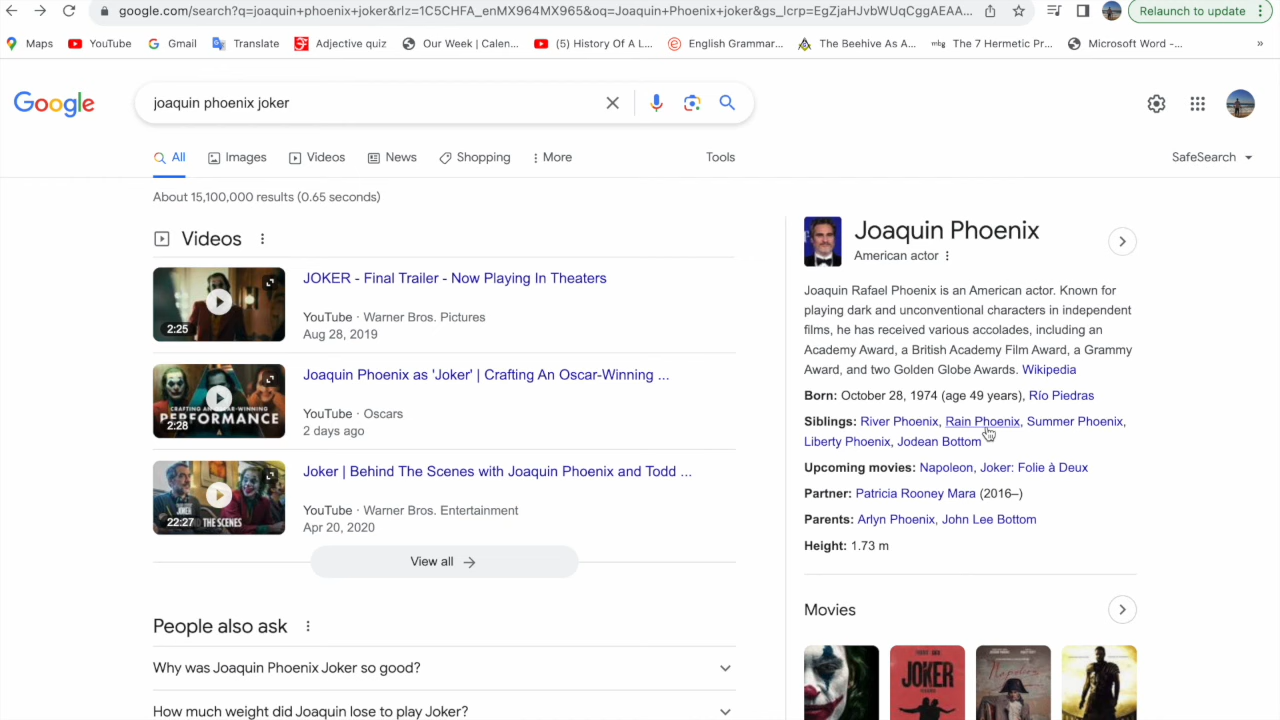 google.com/search?q=joaquin+phoenix+joker&rlz=1C5CHFA_enMX964MX965&oq=Joaquin+Phoenix+joker&gs_lcrp=EgZjaHJvbWUqCggAEAA...
Relaunch to update
Maps
YouTube
Gmail
Translate
Adjective quiz
Our Week | Calen...
(5) History Of A L...
English Grammar...
The Beehive As A...
mbg The 7 Hermetic Pr...
Microsoft Word -...
»
Google
joaquin phoenix joker
All
Images
Videos
News
Shopping
More
Tools
SafeSearch
About 15,100,000 results (0.65 seconds)
Videos
2:25
JOKER - Final Trailer - Now Playing In Theaters
YouTube · Warner Bros. Pictures
Aug 28, 2019
CRAFTING AN OSCAR-WINNING
PERFORMANCE
2:28
Joaquin Phoenix as 'Joker' | Crafting An Oscar-Winning ...
YouTube · Oscars
2 days ago
THE SCENES
22:27
Joker | Behind The Scenes with Joaquin Phoenix and Todd ...
YouTube · Warner Bros. Entertainment
Apr 20, 2020
View all
People also ask
Why was Joaquin Phoenix Joker so good?
How much weight did Joaquin lose to play Joker?
Joaquin Phoenix
American actor
Joaquin Rafael Phoenix is an American actor. Known for
playing dark and unconventional characters in independent
films, he has received various accolades, including an
Academy Award, a British Academy Film Award, a Grammy
Award, and two Golden Globe Awards. Wikipedia
Born: October 28, 1974 (age 49 years), Río Piedras
Siblings: River Phoenix, Rain Phoenix, Summer Phoenix,
Liberty Phoenix, Jodean Bottom
Upcoming movies: Napoleon, Joker: Folie à Deux
Partner: Patricia Rooney Mara (2016–)
Parents: Arlyn Phoenix, John Lee Bottom
Height: 1.73 m
Movies
JOKER